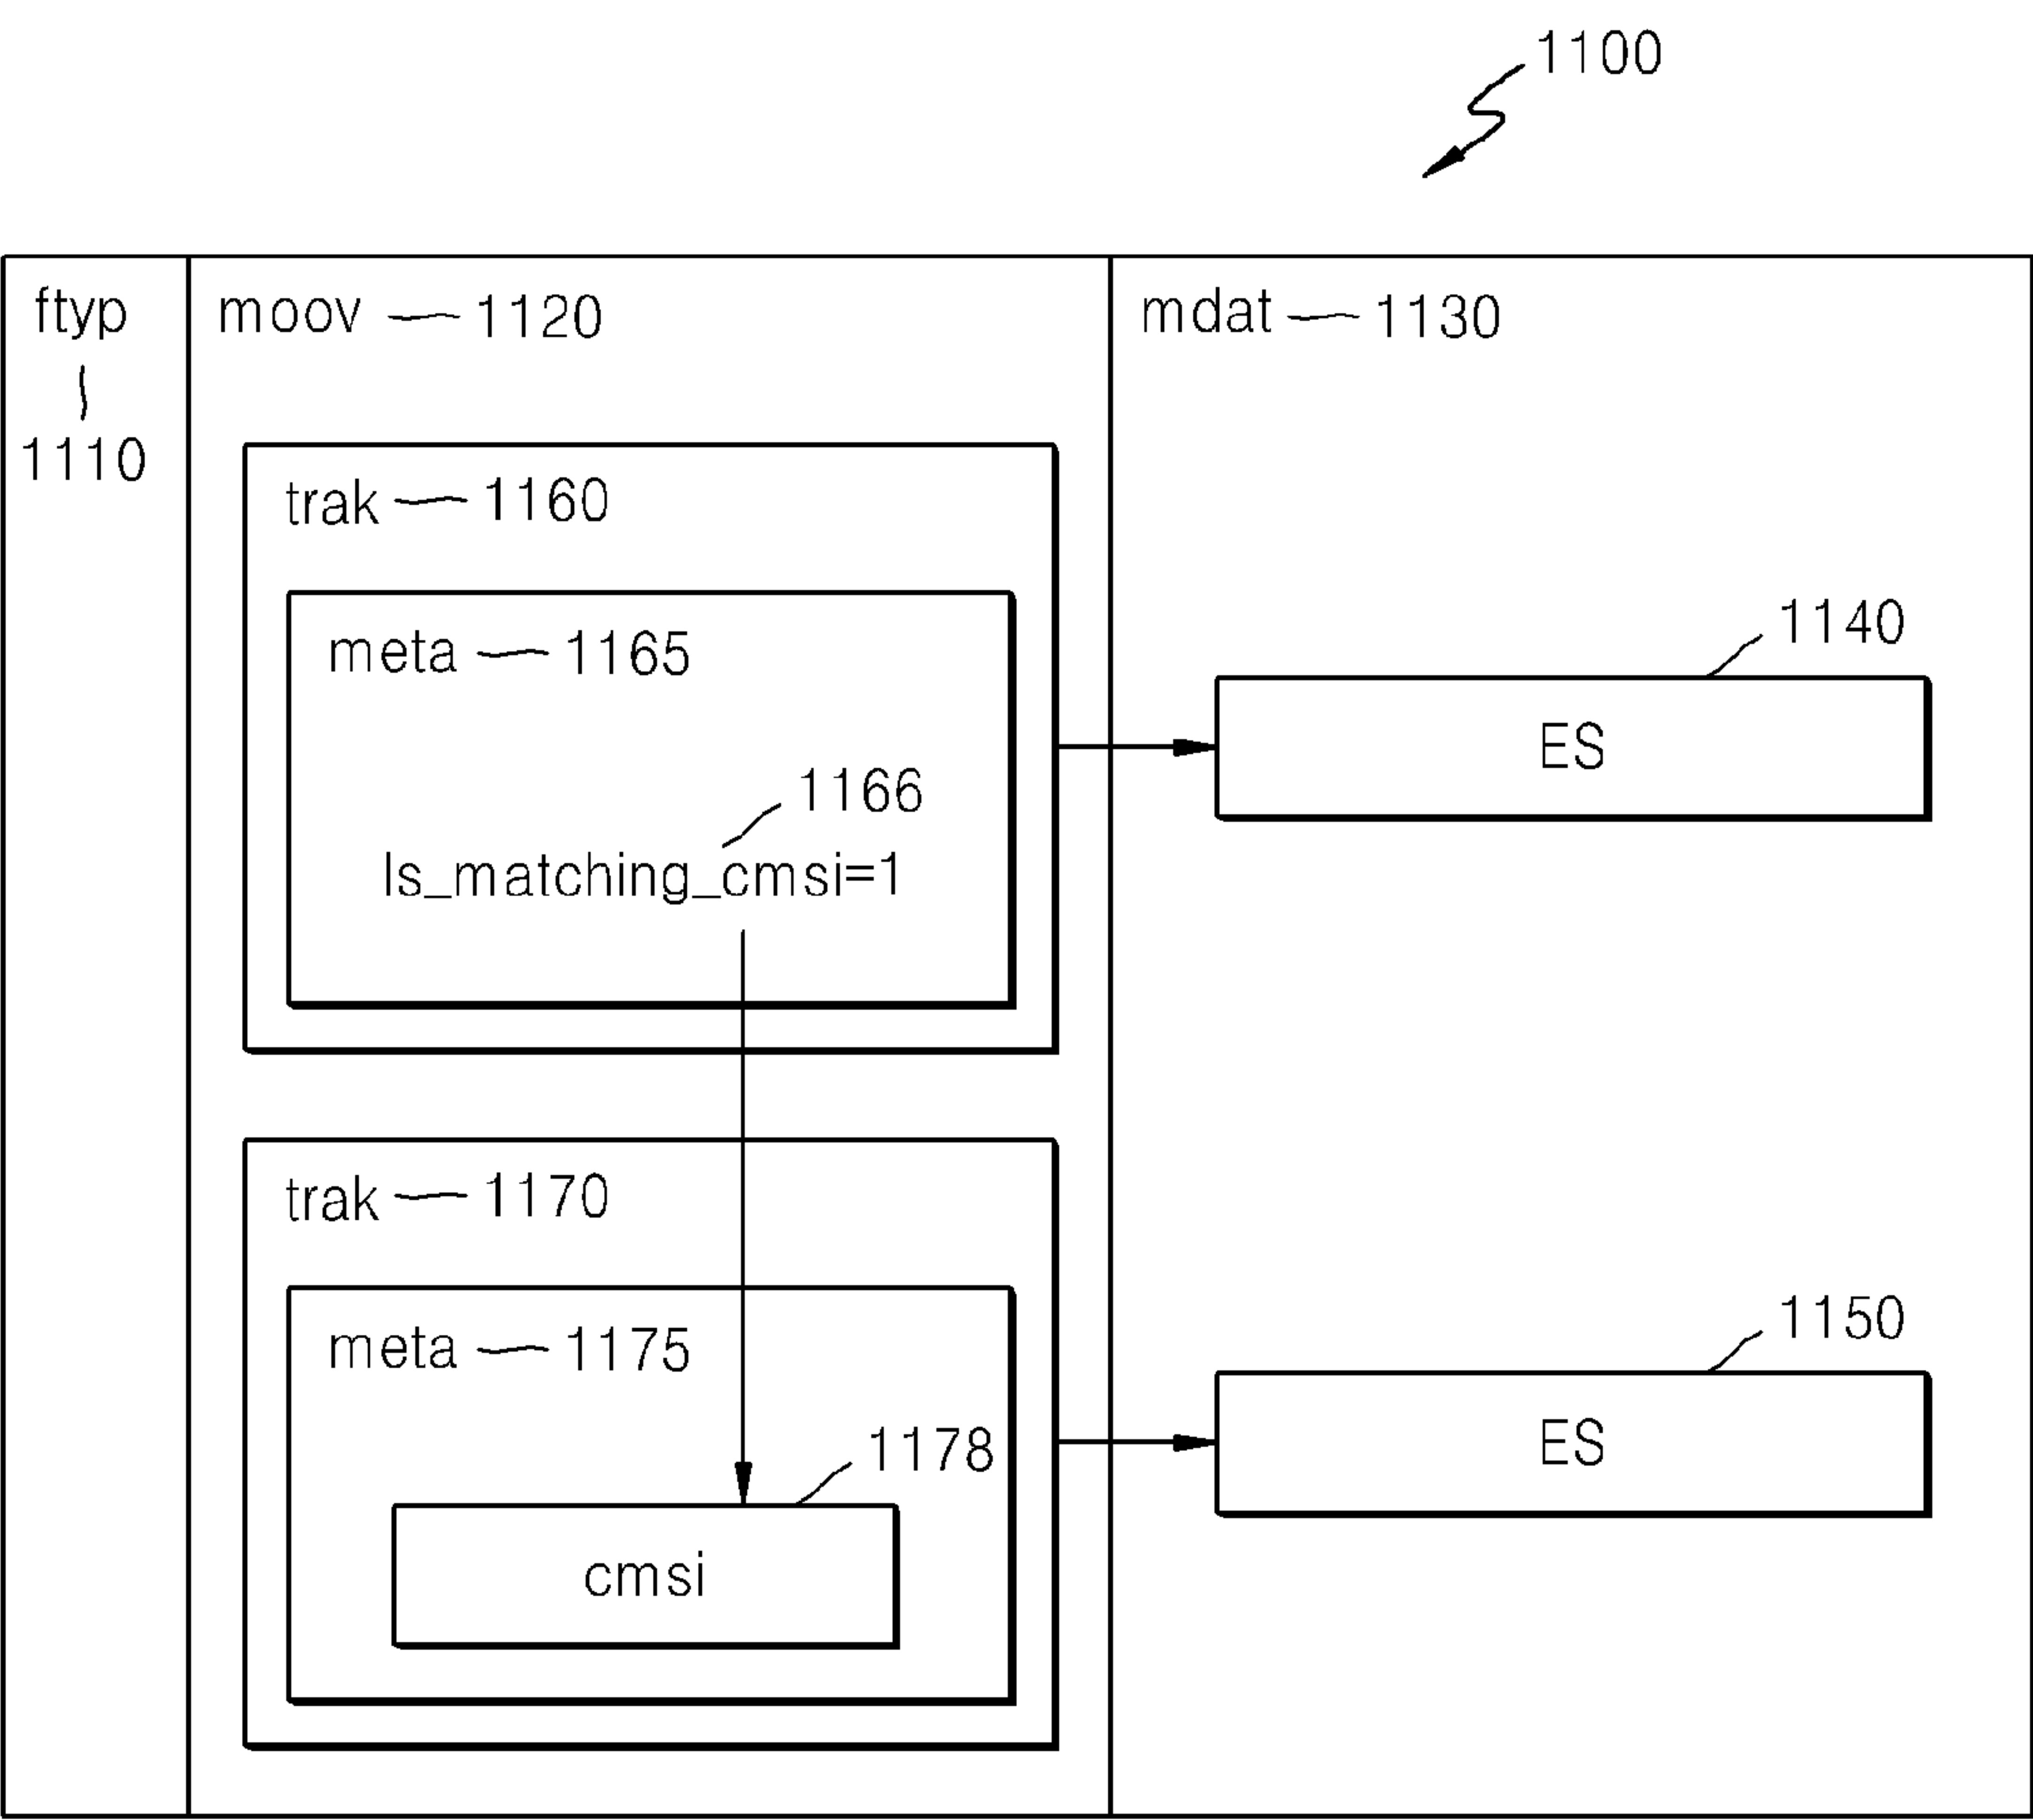 1100
ftyp
1110
moov 1120
mdat 1130
trak 1160
meta 1165
1166
Is_matching_cmsi=1
1140
ES
trak 1170
meta 1175
1178
cmsi
1150
ES